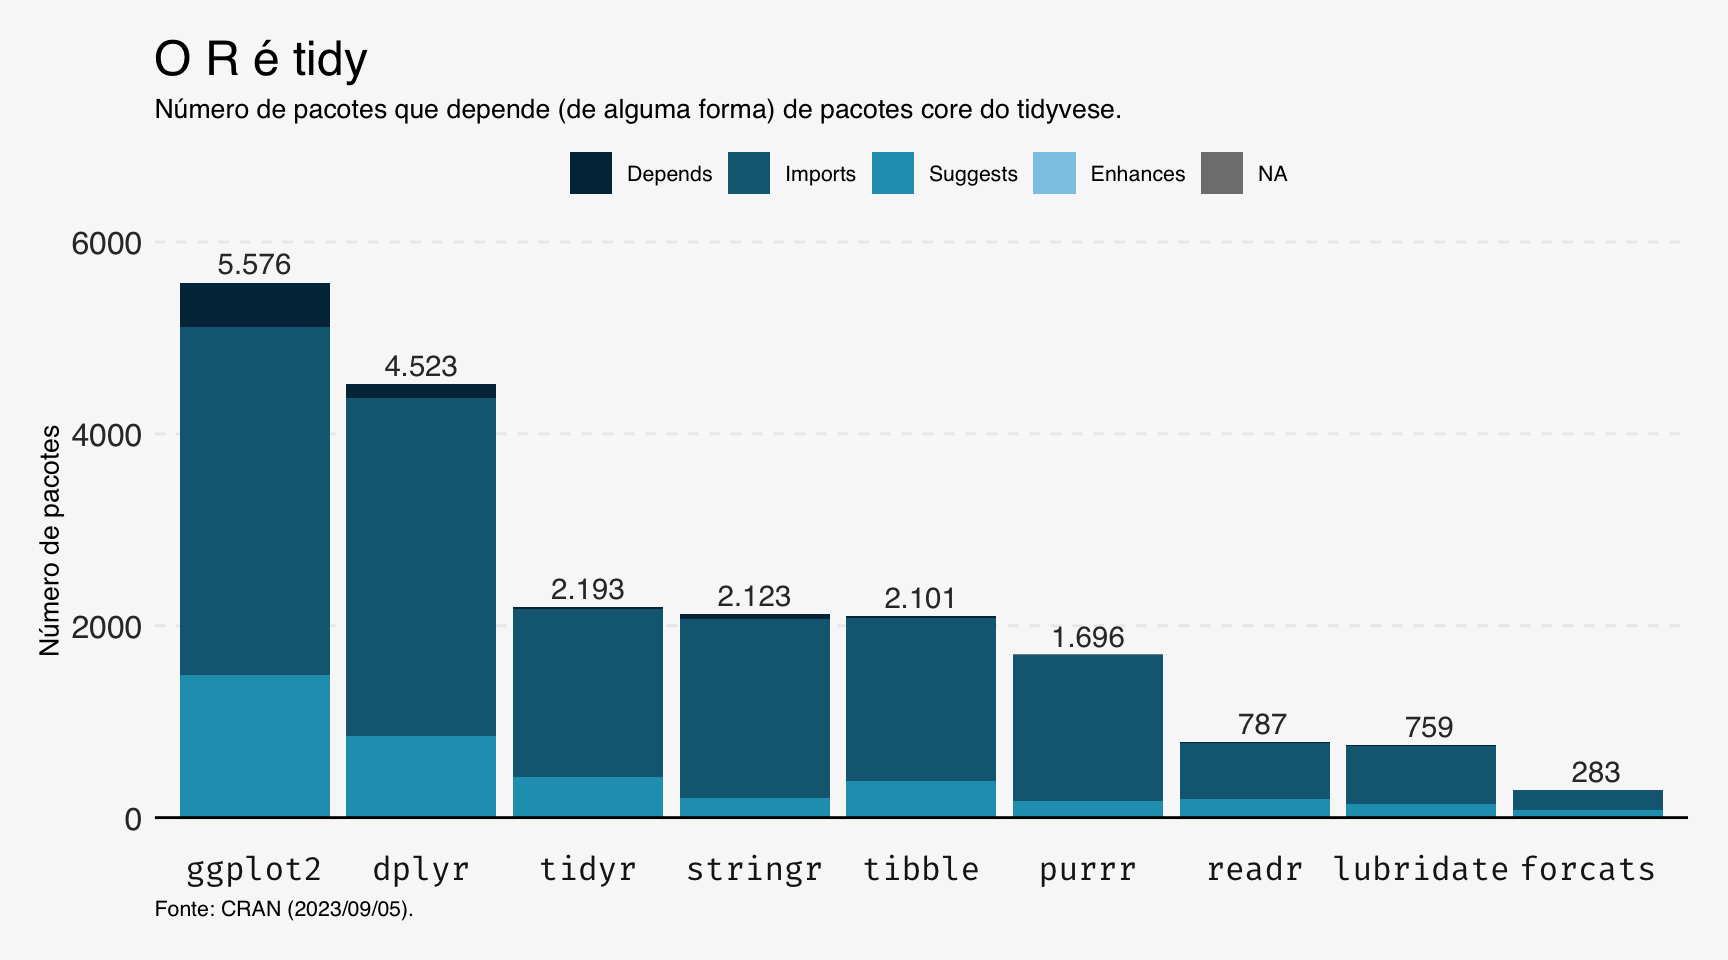 O R é tidy
Número de pacotes que depende (de alguma forma) de pacotes core do tidyvese.
Depends Imports Suggests Enhances NA
Número de pacotes
6000
4000
2000
0
5.576
4.523
2.193
2.123
2.101
1.696
787
759
283
ggplot2 dplyr tidyr stringr tibble purrr readr lubridate forcats
Fonte: CRAN (2023/09/05).